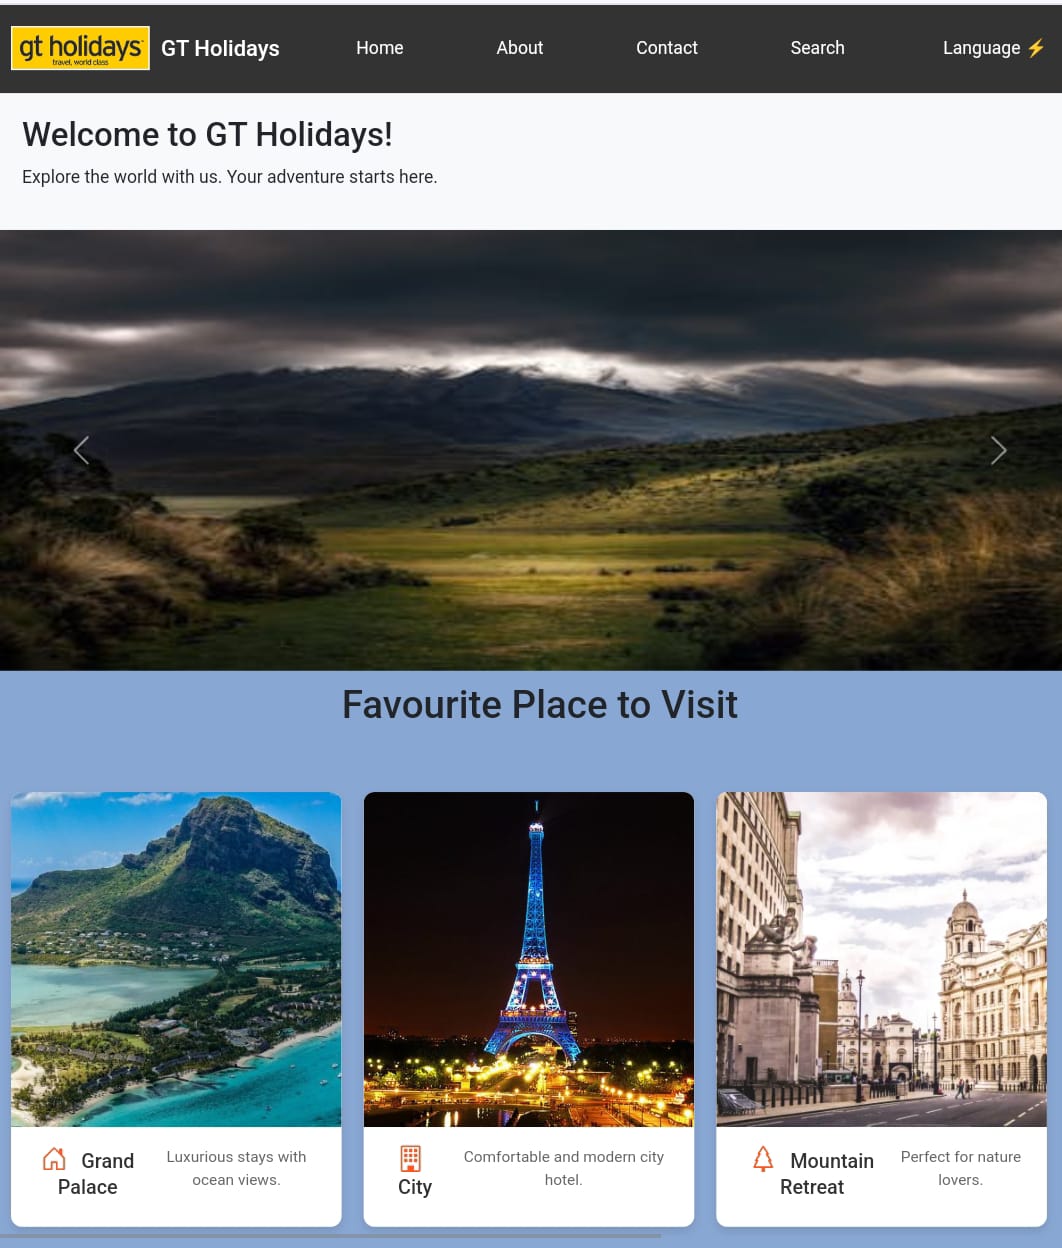 gt holidays
travel, world class
GT Holidays
Home
About
Contact
Search
Language ⚡
Welcome to GT Holidays!
Explore the world with us. Your adventure starts here.
Favourite Place to Visit
Grand
Palace
Luxurious stays with
ocean views.
City
Comfortable and modern city
hotel.
Mountain
Retreat
Perfect for nature
lovers.